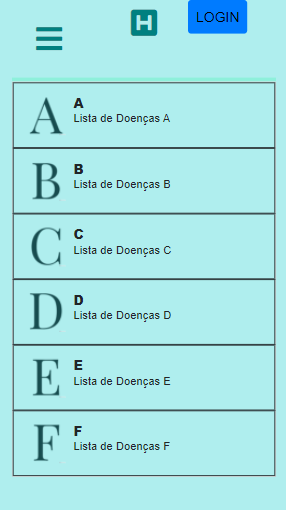 H
LOGIN
A
A
Lista de Doenças A
B
B
Lista de Doenças B
C
C
Lista de Doenças C
D
D
Lista de Doenças D
E
E
Lista de Doenças E
F
F
Lista de Doenças F